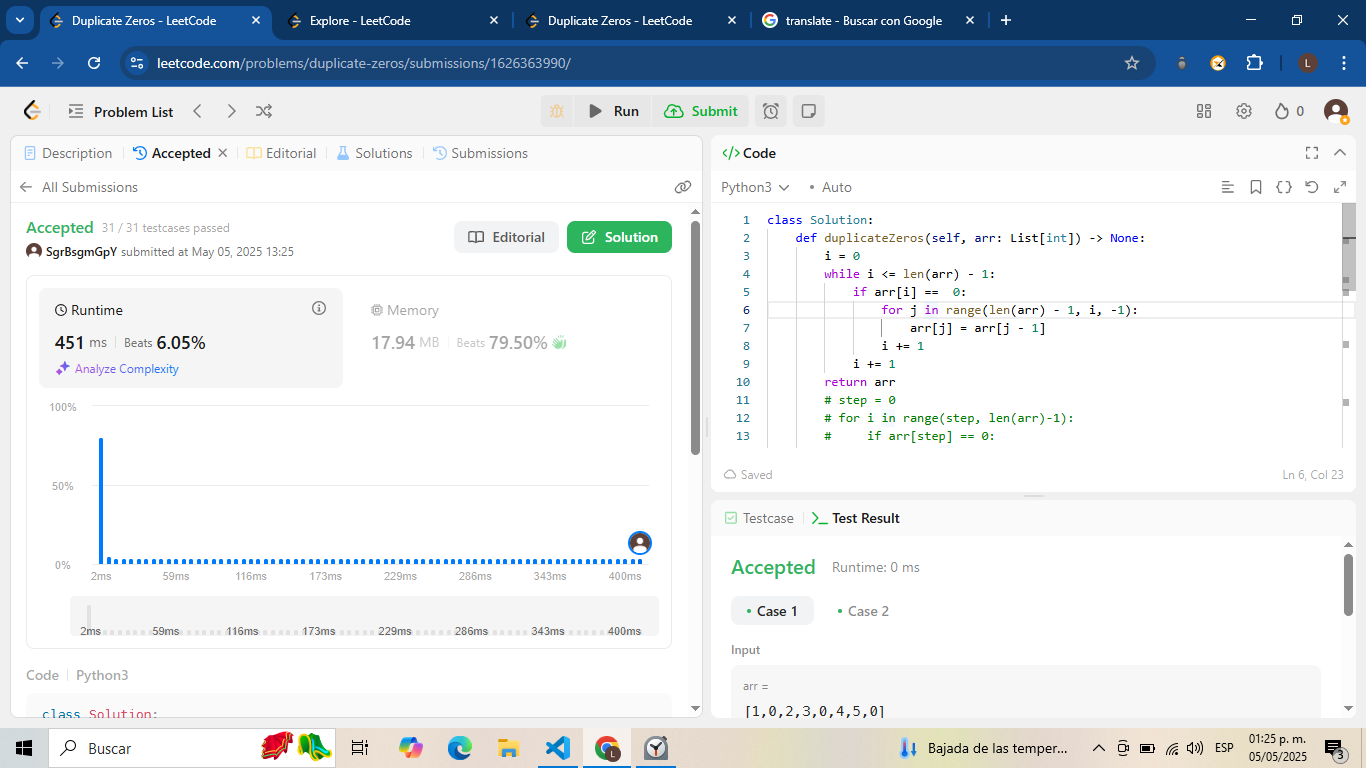 Duplicate Zeros - LeetCode
Explore - LeetCode
Duplicate Zeros - LeetCode
translate - Buscar con Google
leetcode.com/problems/duplicate-zeros/submissions/1626363990/
L
Problem List
Run
Submit
0
Description
Accepted
Editorial
Solutions
Submissions
All Submissions
Accepted 31 / 31 testcases passed
SgrBsgmGpY submitted at May 05, 2025 13:25
Editorial
Solution
Runtime
451 ms Beats 6.05%
Analyze Complexity
Memory
17.94 MB Beats 79.50%
100%
50%
0%
2ms 59ms 116ms 173ms 229ms 286ms 343ms 400ms
2ms 59ms 116ms 173ms 229ms 286ms 343ms 400ms
Code Python3
class Solution:
</> Code
Python3 • Auto
1 class Solution:
2     def duplicateZeros(self, arr: List[int]) -> None:
3         i = 0
4         while i <= len(arr) - 1:
5             if arr[i] ==  0:
6                 for j in range(len(arr) - 1, i, -1):
7                     arr[j] = arr[j - 1]
8                 i += 1
9             i += 1
10         return arr
11         # step = 0
12         # for i in range(step, len(arr)-1):
13         #     if arr[step] == 0:
Saved
Ln 6, Col 23
Testcase
Test Result
Accepted Runtime: 0 ms
• Case 1
• Case 2
Input
arr =
[1,0,2,3,0,4,5,0]
Buscar
L
Bajada de las temper...
ESP
01:25 p. m.
05/05/2025
3